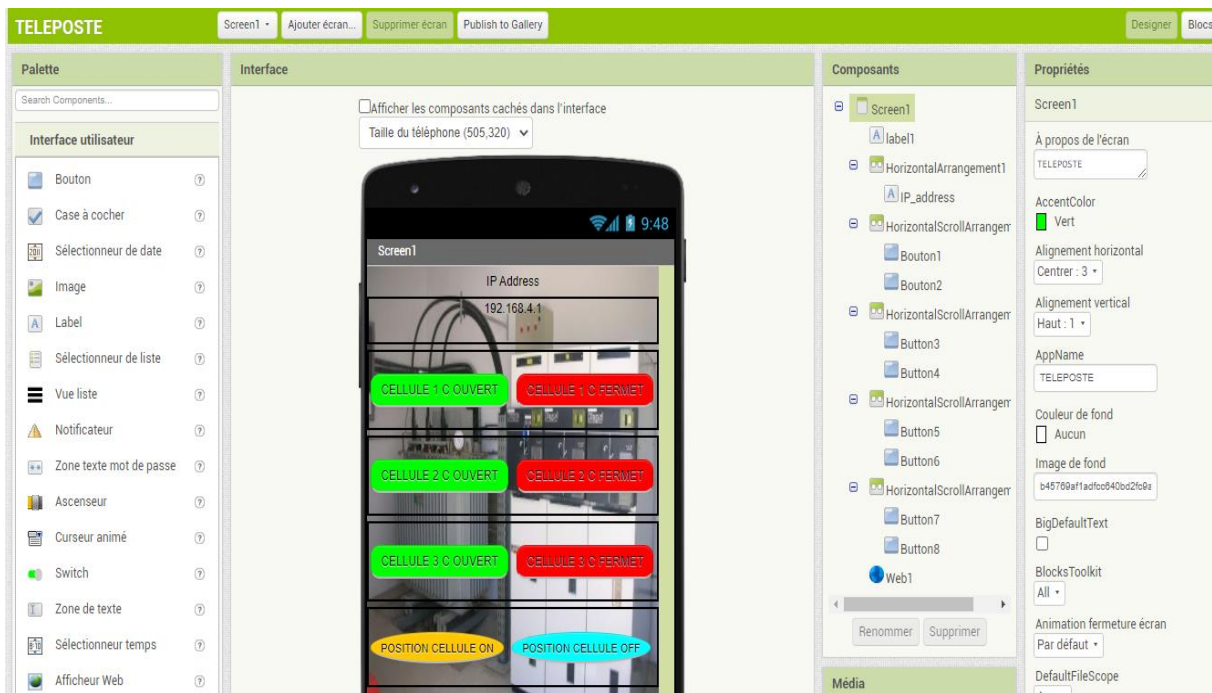 TELEPOSTE
Screen1
Ajouter écran...
Supprimer écran
Publish to Gallery
Designer
Blocs
Palette
Search Components...
Interface utilisateur
Bouton
Case à cocher
Sélectionneur de date
Image
Label
Sélectionneur de liste
Vue liste
Notificateur
Zone texte mot de passe
Ascenseur
Curseur animé
Switch
Zone de texte
Sélectionneur temps
Afficheur Web
Interface
Afficher les composants cachés dans l'interface
Taille du téléphone (505,320)
9:48
Screen1
IP Address
192.168.4.1
CELLULE 1 C OUVERT
CELLULE 1 C FERMET
CELLULE 2 C OUVERT
CELLULE 2 C FERMET
CELLULE 3 C OUVERT
CELLULE 3 C FERMET
POSITION CELLULE ON
POSITION CELLULE OFF
Composants
Screen1
label1
HorizontalArrangement1
IP_address
HorizontalScrollArrangem
Bouton1
Bouton2
HorizontalScrollArrangem
Button3
Button4
HorizontalScrollArrangem
Button5
Button6
HorizontalScrollArrangem
Button7
Button8
Web1
Renommer
Supprimer
Média
Propriétés
Screen1
À propos de l'écran
TELEPOSTE
AccentColor
Vert
Alignement horizontal
Centrer : 3
Alignement vertical
Haut : 1
AppName
TELEPOSTE
Couleur de fond
Aucun
Image de fond
BigDefaultText
BlocksToolkit
All
Animation fermeture écran
Par défaut
DefaultFileScope